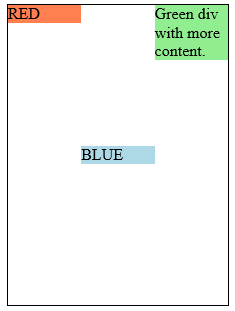 RED
Green div
with more
content.
BLUE